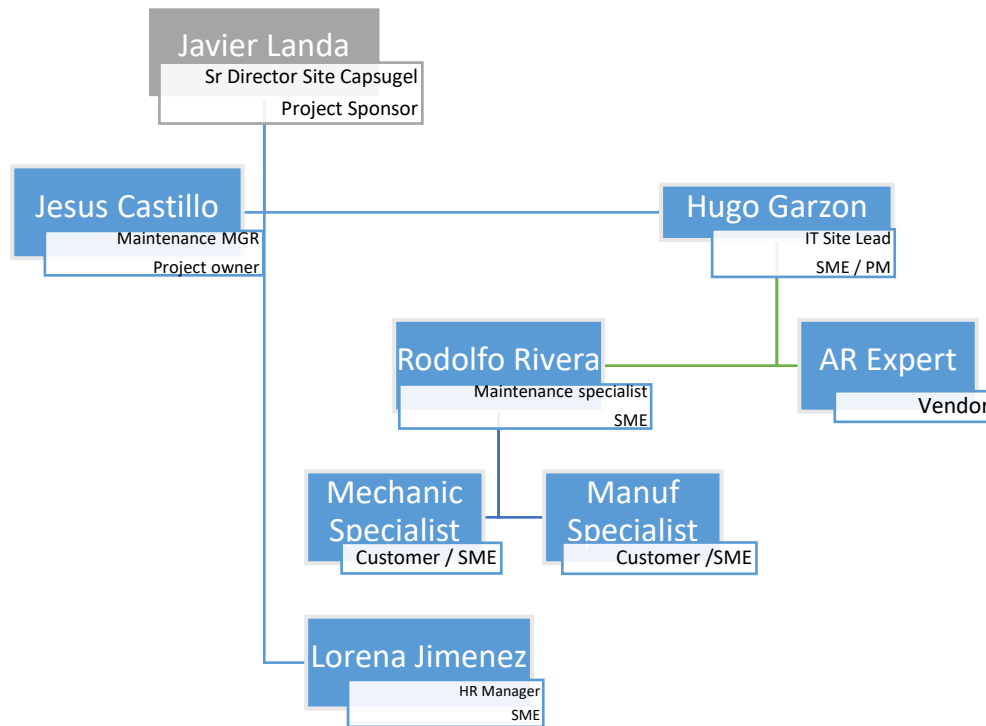 Javier Landa
Sr Director Site Capsugel
Project Sponsor
Jesus Castillo
Maintenance MGR
Project owner
Hugo Garzon
IT Site Lead
SME / PM
Rodolfo Rivera
Maintenance specialist
SME
AR Expert
Vendor
Mechanic
Specialist
Customer / SME
Manuf
Specialist
Customer /SME
Lorena Jimenez
HR Manager
SME